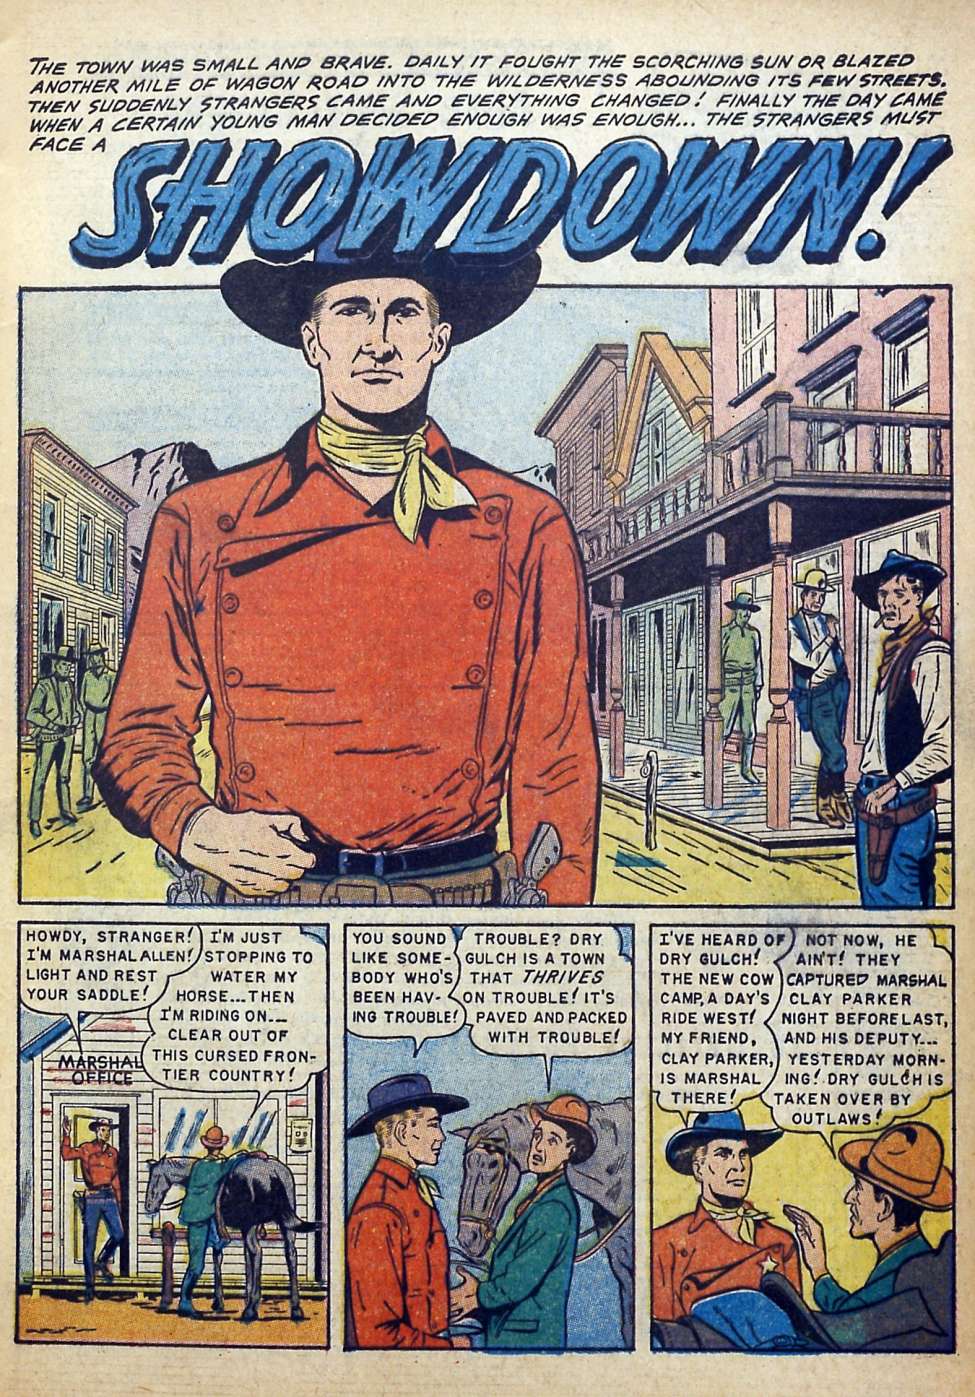 THE TOWN WAS SMALL AND BRAVE. DAILY IT FOUGHT THE SCORCHING SUN OR BLAZED
ANOTHER MILE OF WAGON ROAD INTO THE WILDERNESS ABOUNDING ITS FEW STREETS.
THEN SUDDENLY STRANGERS CAME AND EVERYTHING CHANGED! FINALLY THE DAY CAME
WHEN A CERTAIN YOUNG MAN DECIDED ENOUGH WAS ENOUGH... THE STRANGERS MUST
FACE A
SHOWDOWN!
HOWDY, STRANGER!
I'M MARSHAL ALLEN!
LIGHT AND REST
YOUR SADDLE!
I'M JUST
STOPPING TO
WATER MY
HORSE...THEN
I'M RIDING ON...
CLEAR OUT OF
THIS CURSED FRON-
TIER COUNTRY!
MARSHAL
OFFICE
YOU SOUND
LIKE SOME-
BODY WHO'S
BEEN HAV-
ING TROUBLE!
TROUBLE? DRY
GULCH IS A TOWN
THAT THRIVES
ON TROUBLE! IT'S
PAVED AND PACKED
WITH TROUBLE!
I'VE HEARD OF
DRY GULCH!
THE NEW COW
CAMP, A DAY'S
RIDE WEST!
MY FRIEND,
CLAY PARKER,
IS MARSHAL
THERE!
NOT NOW, HE
AIN'T! THEY
CAPTURED MARSHAL
CLAY PARKER
NIGHT BEFORE LAST,
AND HIS DEPUTY...
YESTERDAY MORN-
ING! DRY GULCH IS
TAKEN OVER BY
OUTLAWS!